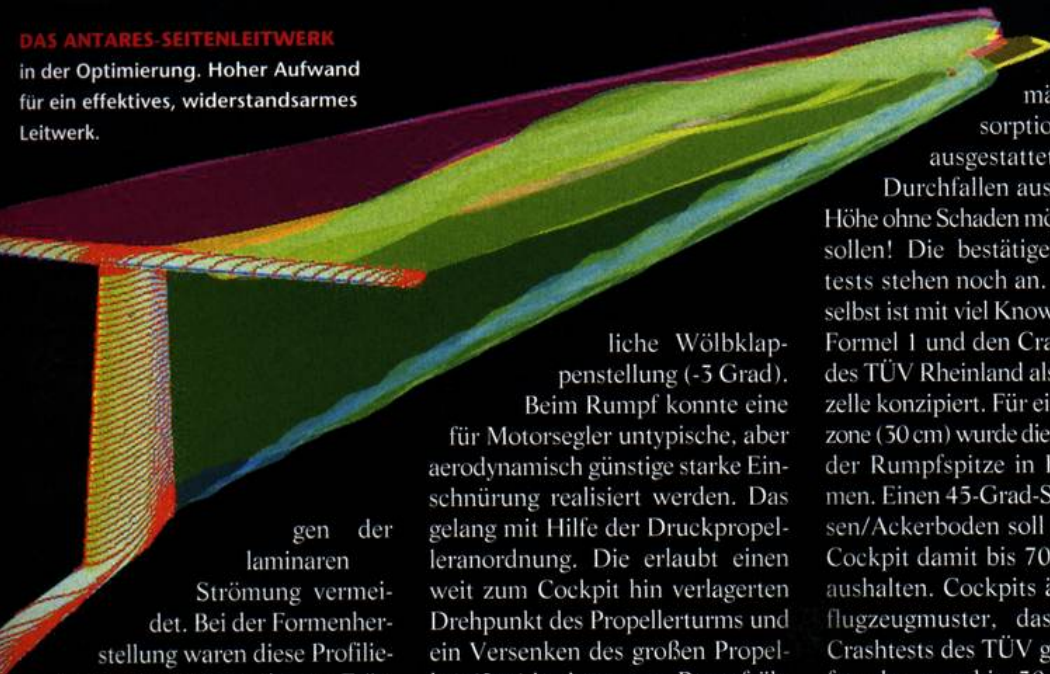 DAS ANTARES-SEITENLEITWERK
in der Optimierung. Hoher Aufwand
für ein effektives, widerstandsarmes
Leitwerk.
gen der
laminaren
Strömung vermei-
det. Bei der Formenher-
stellung waren diese Profilie-
liche Wölbklap-
penstellung (-3 Grad).
Beim Rumpf konnte eine
für Motorsegler untypische, aber
aerodynamisch günstige starke Ein-
schnürung realisiert werden. Das
gelang mit Hilfe der Druckpropel-
leranordnung. Die erlaubt einen
weit zum Cockpit hin verlagerten
Drehpunkt des Propellerturms und
ein Versenken des großen Propel-
mä
sorptio
ausgestattet
Durchfallen aus
Höhe ohne Schaden mö
sollen! Die bestätige
tests stehen noch an.
selbst ist mit viel Know
Formel 1 und den Cra
des TÜV Rheinland als
zelle konzipiert. Für ei
zone (30 cm) wurde die
der Rumpfspitze in
men. Einen 45-Grad-S
sen/Ackerboden soll
Cockpit damit bis 70
aushalten. Cockpits ä
flugzeugmuster, das
Crashtests des TÜV g